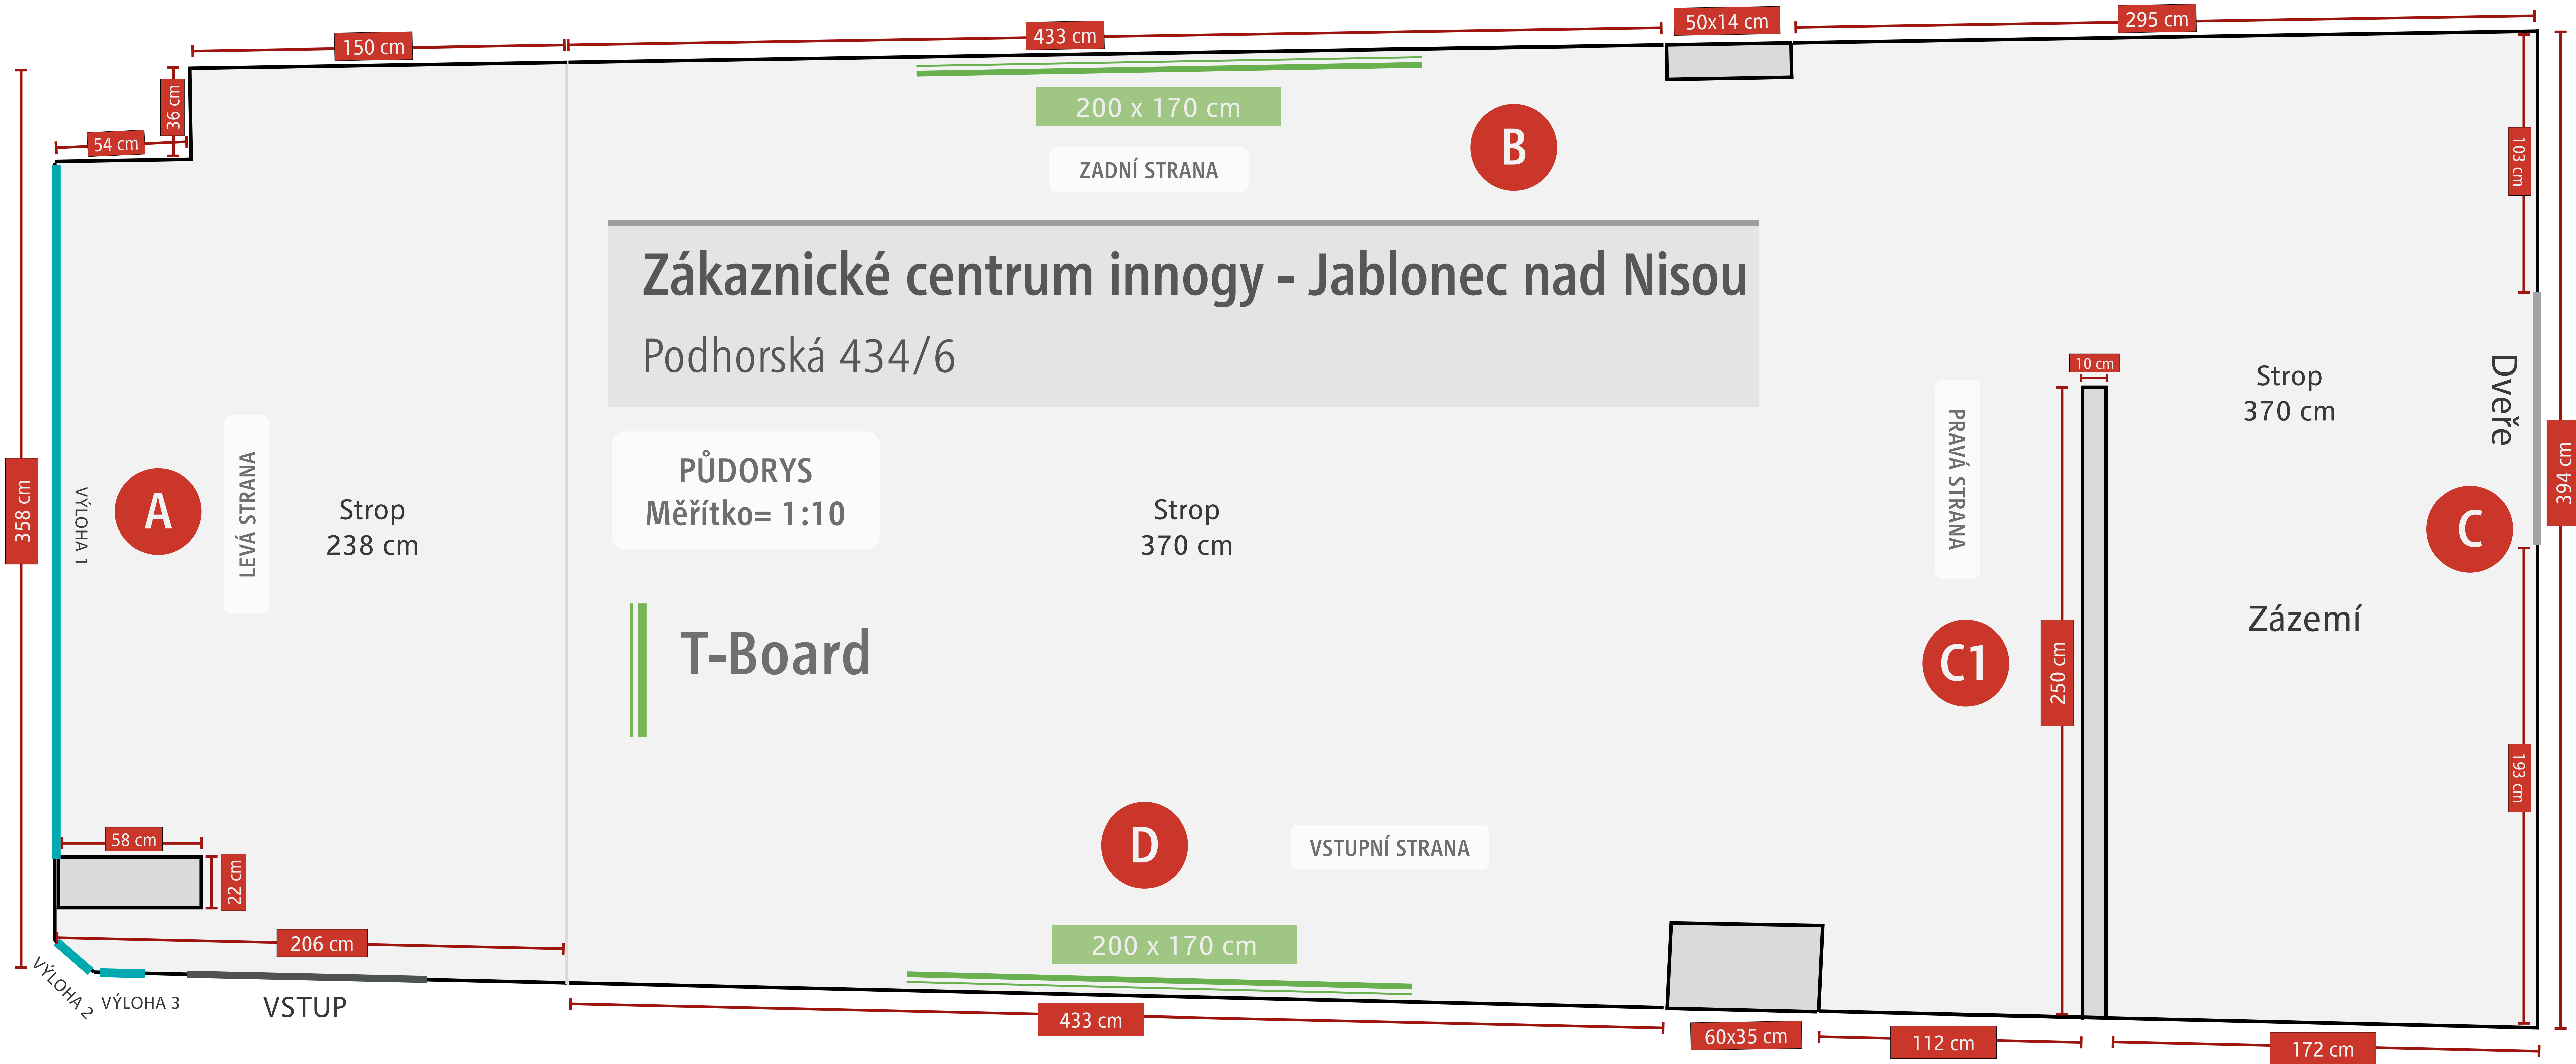 150 cm
433 cm
50x14 cm
295 cm
36 cm
54 cm
200 x 170 cm
ZADNÍ STRANA
B
103 cm
Zákaznické centrum innogy - Jablonec nad Nisou
Podhorská 434/6
10 cm
Strop
370 cm
Dveře
394 cm
358 cm
VÝLOHA 1
A
LEVÁ STRANA
Strop
238 cm
PŮDORYS
Měřítko= 1:10
Strop
370 cm
PRAVÁ STRANA
C
Zázemí
T-Board
C1
250 cm
193 cm
58 cm
22 cm
D
VSTUPNÍ STRANA
206 cm
200 x 170 cm
VÝLOHA 2
VÝLOHA 3
VSTUP
433 cm
60x35 cm
112 cm
172 cm